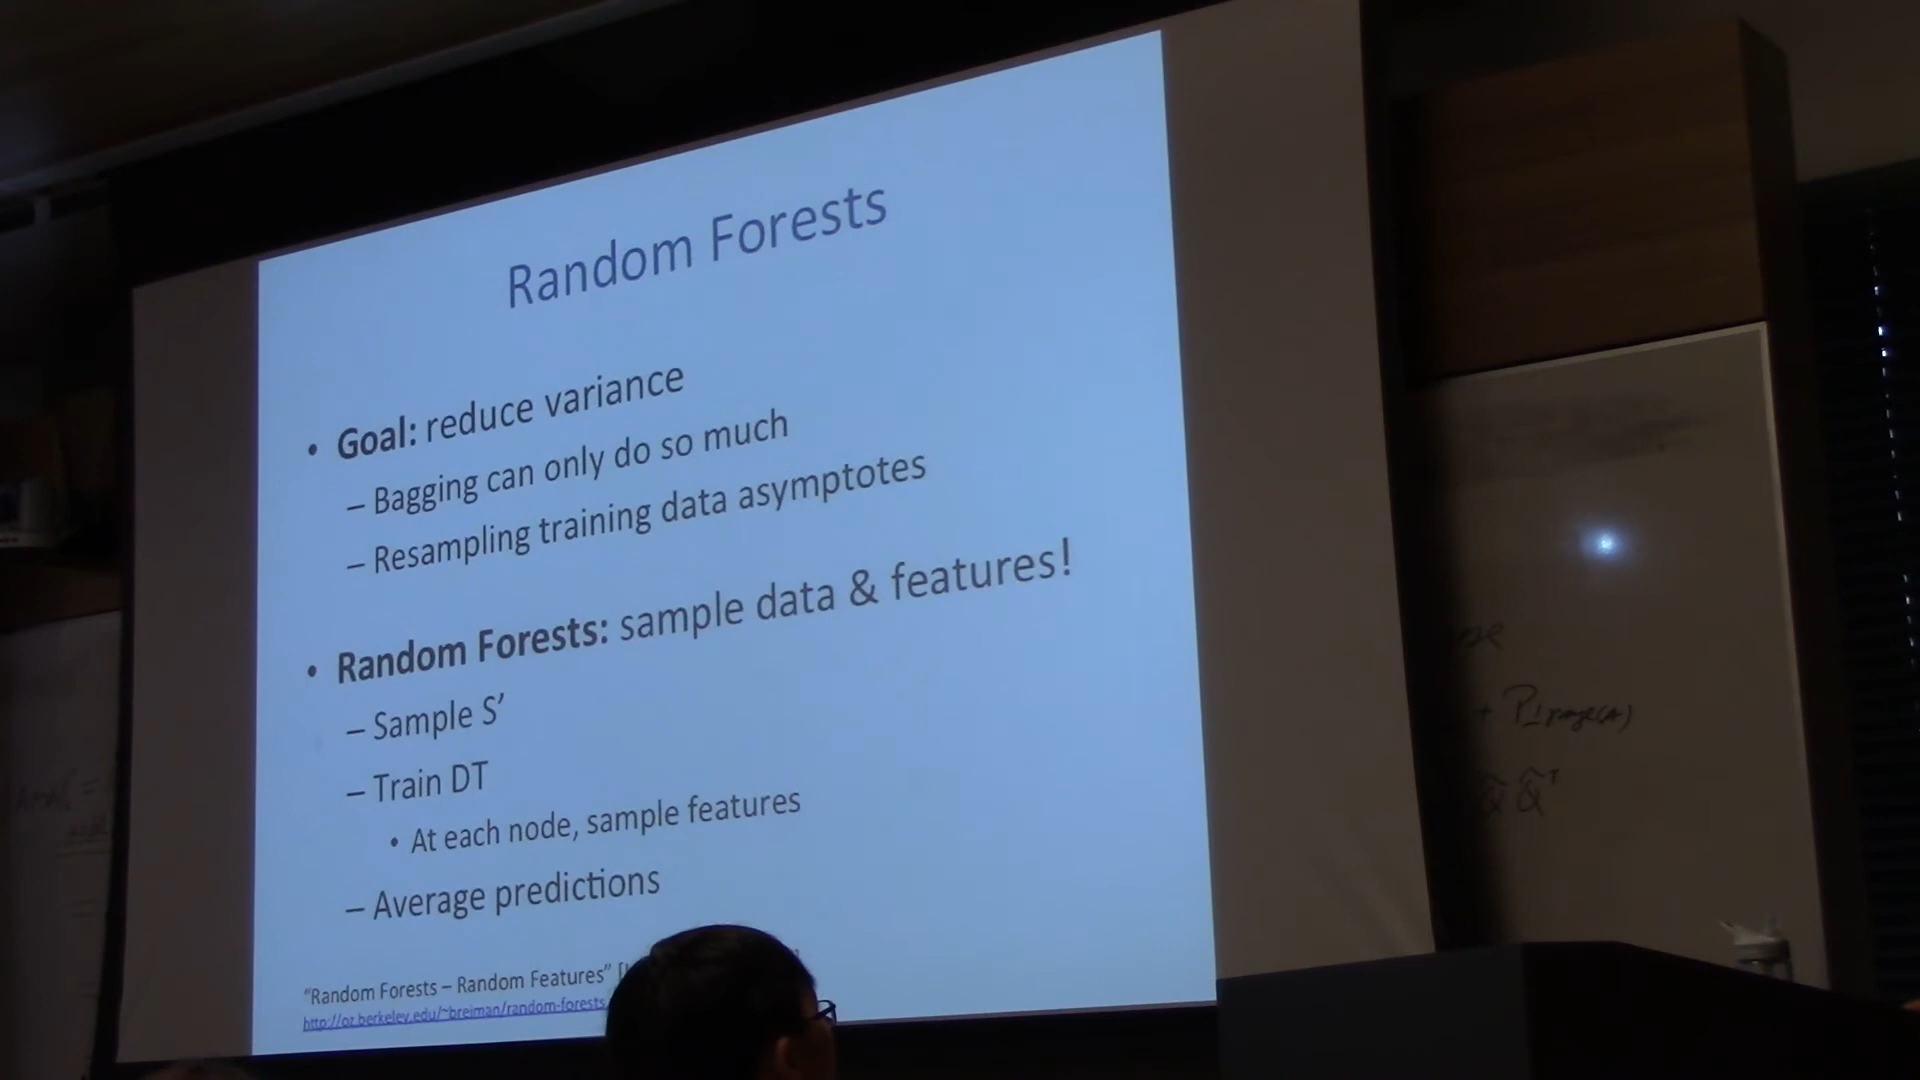 Random Forests
• Goal: reduce variance
– Bagging can only do so much
– Resampling training data asymptotes
• Random Forests: sample data & features!
– Sample S’
– Train DT
• At each node, sample features
– Average predictions
“Random Forests – Random Features”
http://oz.berkeley.edu/~breiman/random-forests